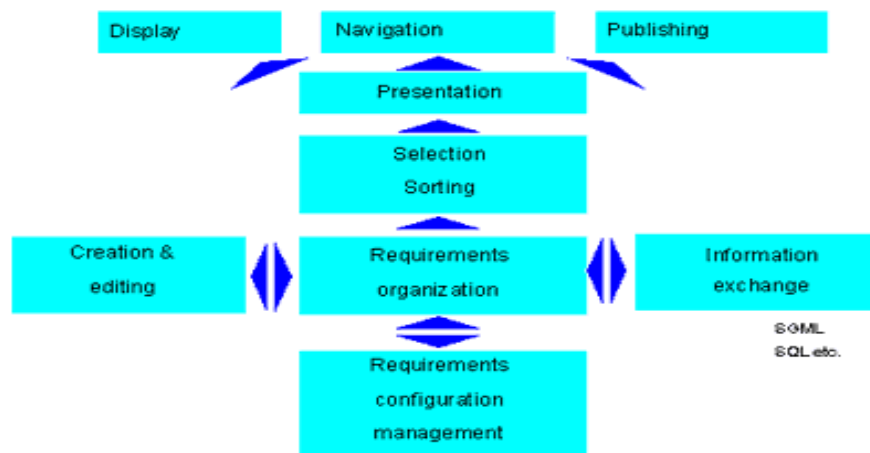 Display
Navigation
Publishing
Presentation
Selection
Sorting
Creation &
editing
Requirements
organization
Information
exchange
SGML
SQL etc.
Requirements
configuration
management